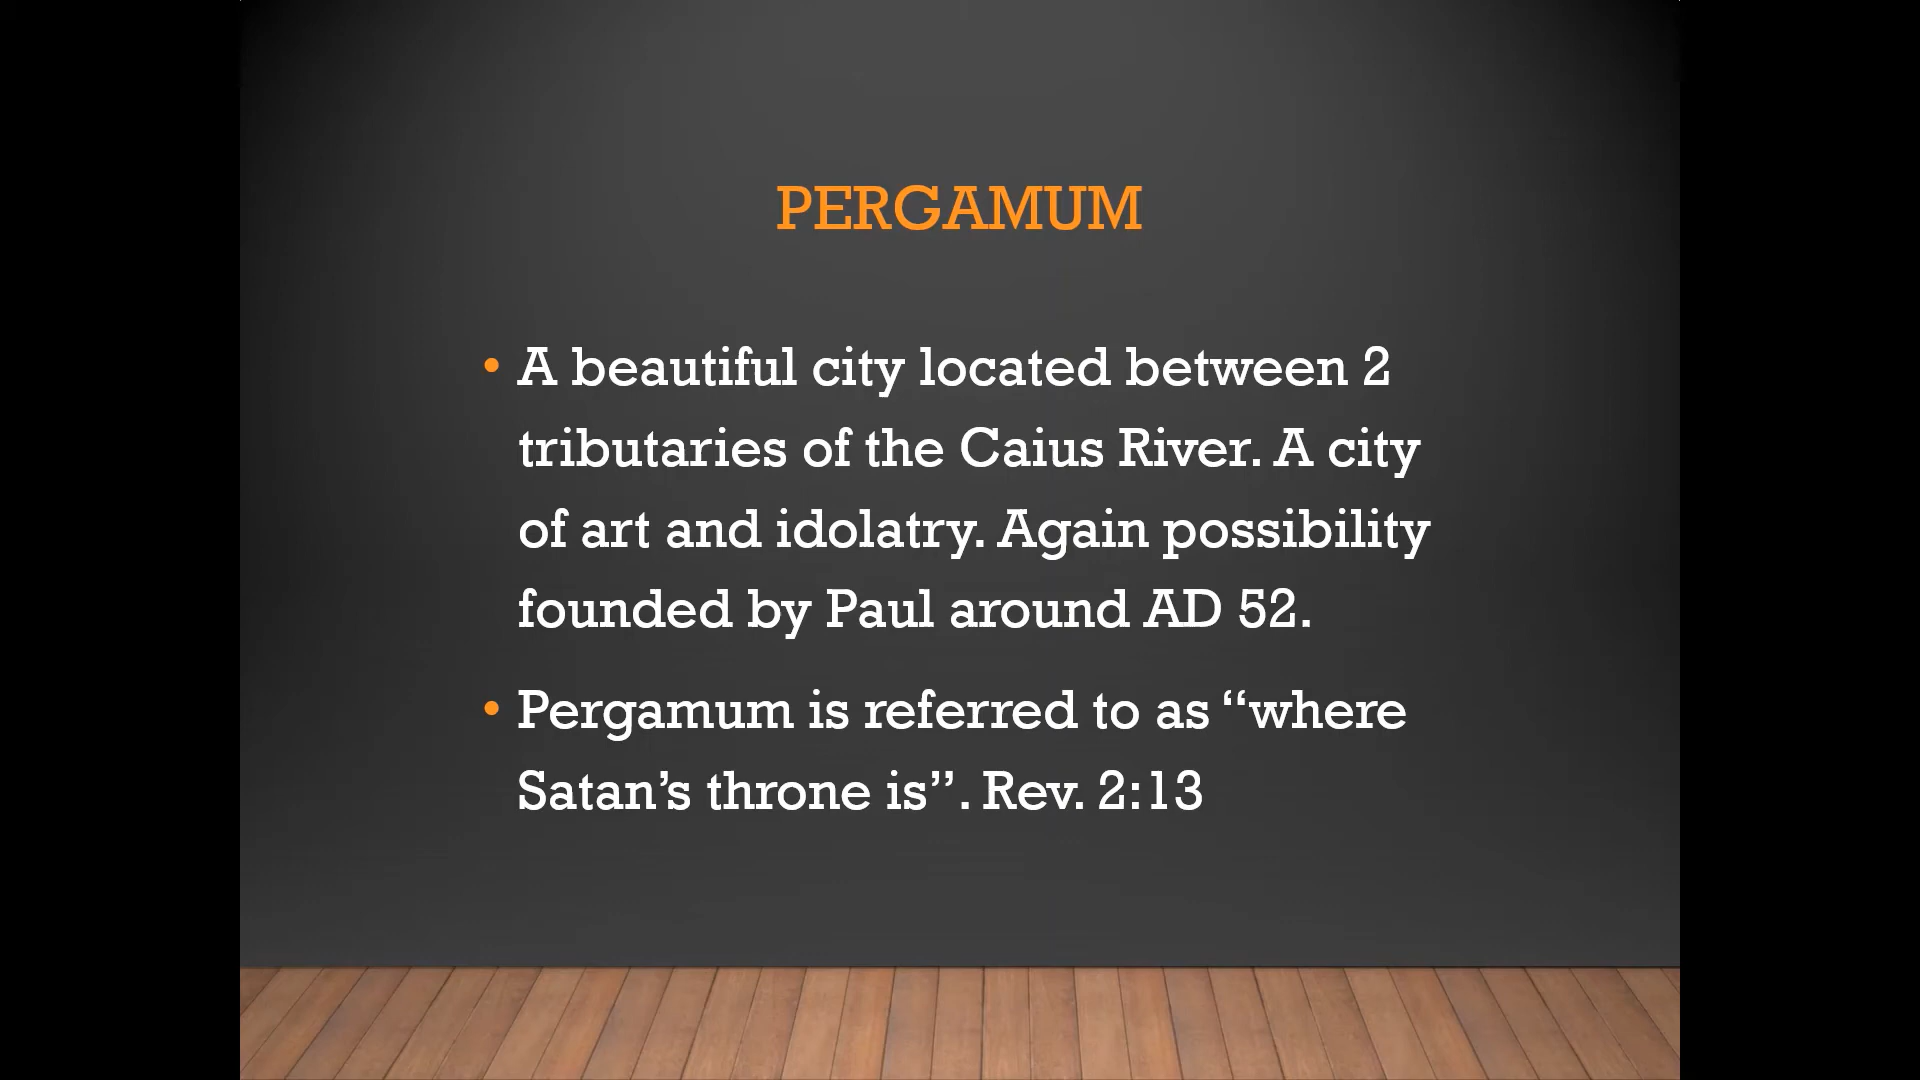 PERGAMUM
• A beautiful city located between 2
tributaries of the Caius River. A city
of art and idolatry. Again possibility
founded by Paul around AD 52.
• Pergamum is referred to as “where
Satan’s throne is”. Rev. 2:13